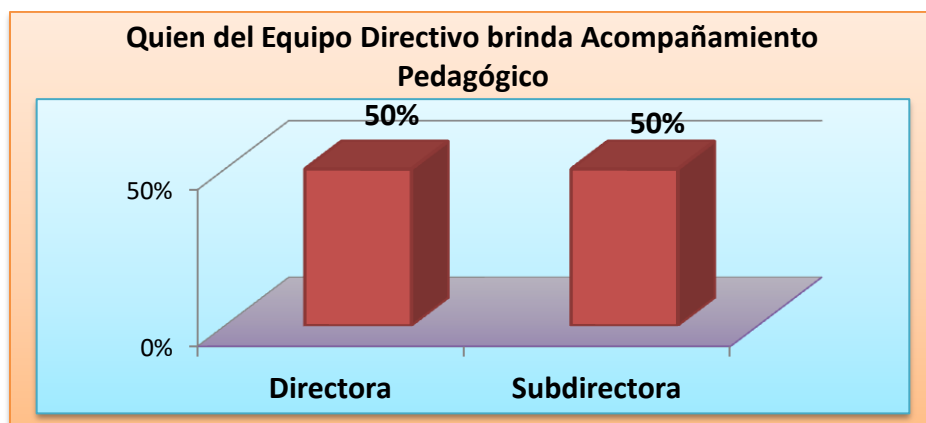 Quien del Equipo Directivo brinda Acompañamiento
Pedagógico
50%
50%
50%
0%
Directora
Subdirectora